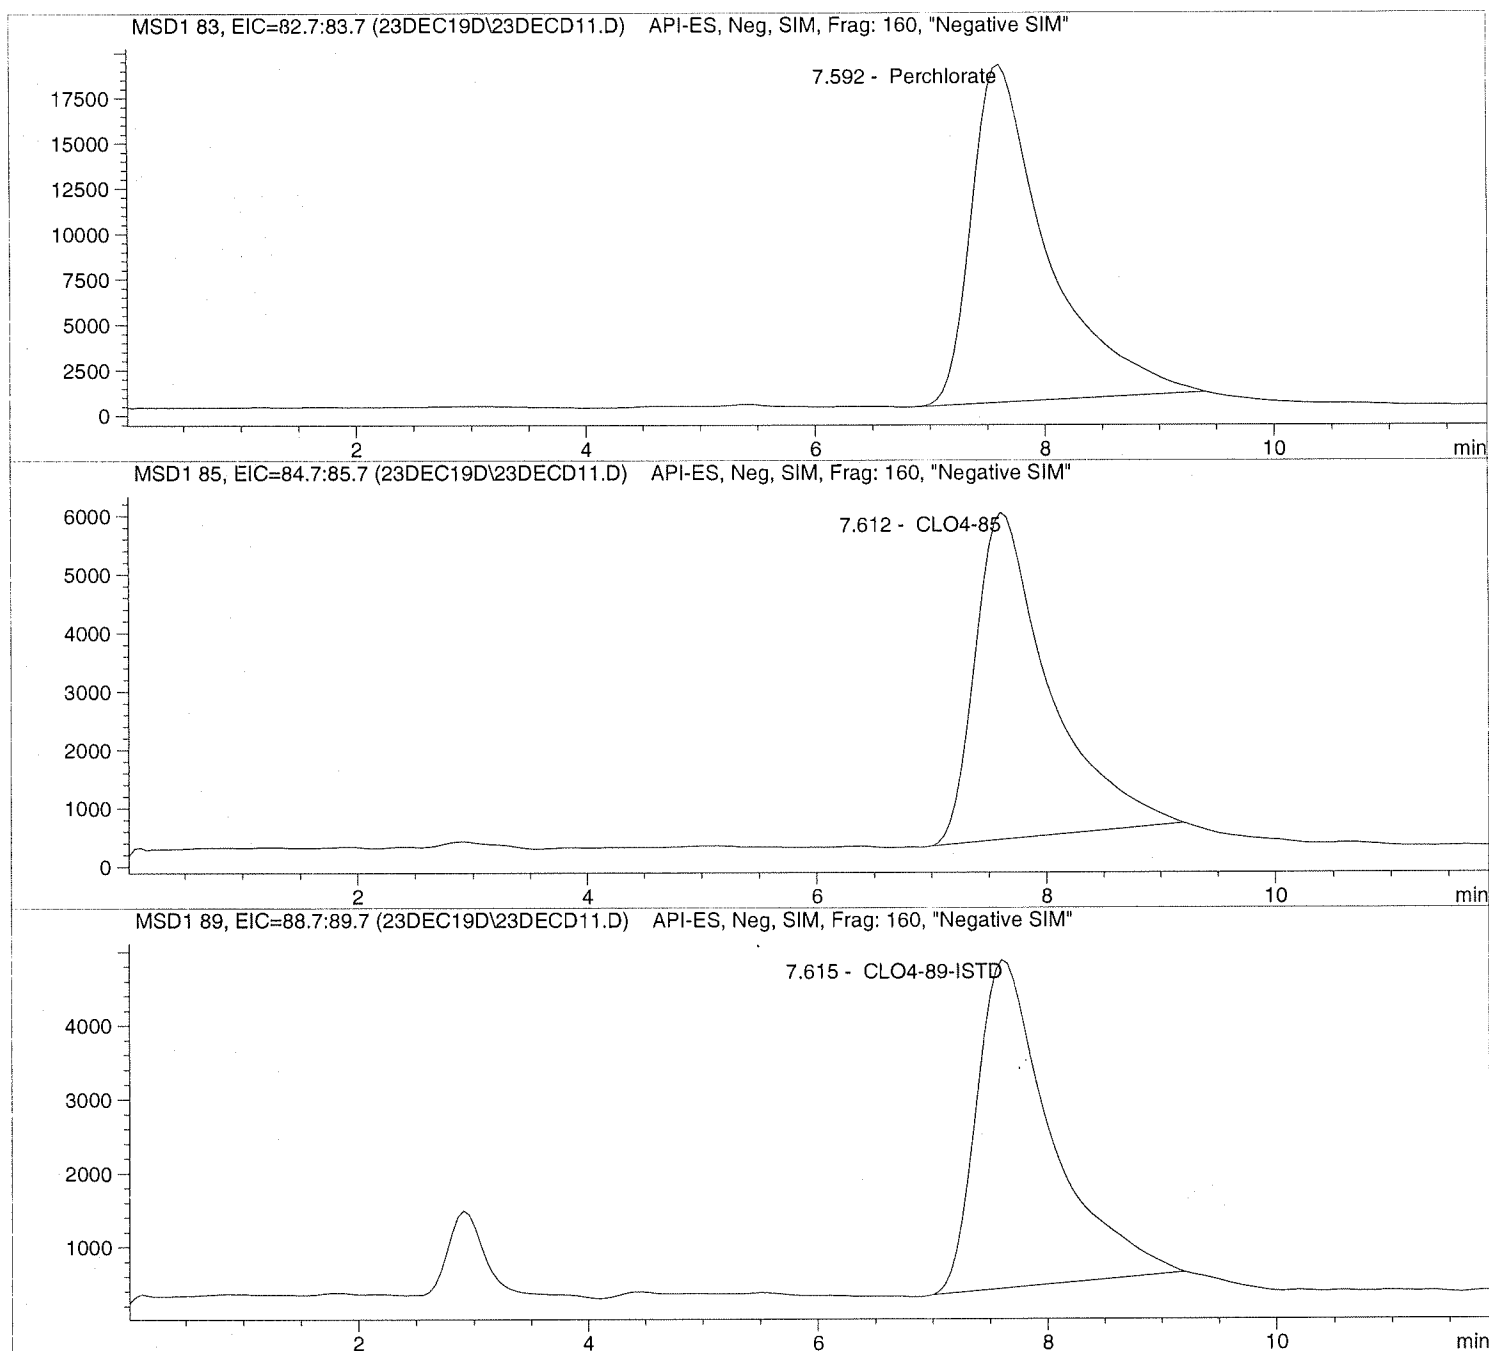 MSD1 83, EIC=82.7:83.7 (23DEC19D\23DECD11.D) API-ES, Neg, SIM, Frag: 160, "Negative SIM"
7.592 - Perchlorate
17500
15000
12500
10000
7500
5000
2500
0
2 4 6 8 10 min
MSD1 85, EIC=84.7:85.7 (23DEC19D\23DECD11.D) API-ES, Neg, SIM, Frag: 160, "Negative SIM"
7.612 - CLO4-85
6000
5000
4000
3000
2000
1000
0
2 4 6 8 10 min
MSD1 89, EIC=88.7:89.7 (23DEC19D\23DECD11.D) API-ES, Neg, SIM, Frag: 160, "Negative SIM"
7.615 - CLO4-89-ISTD
4000
3000
2000
1000
2 4 6 8 10 min